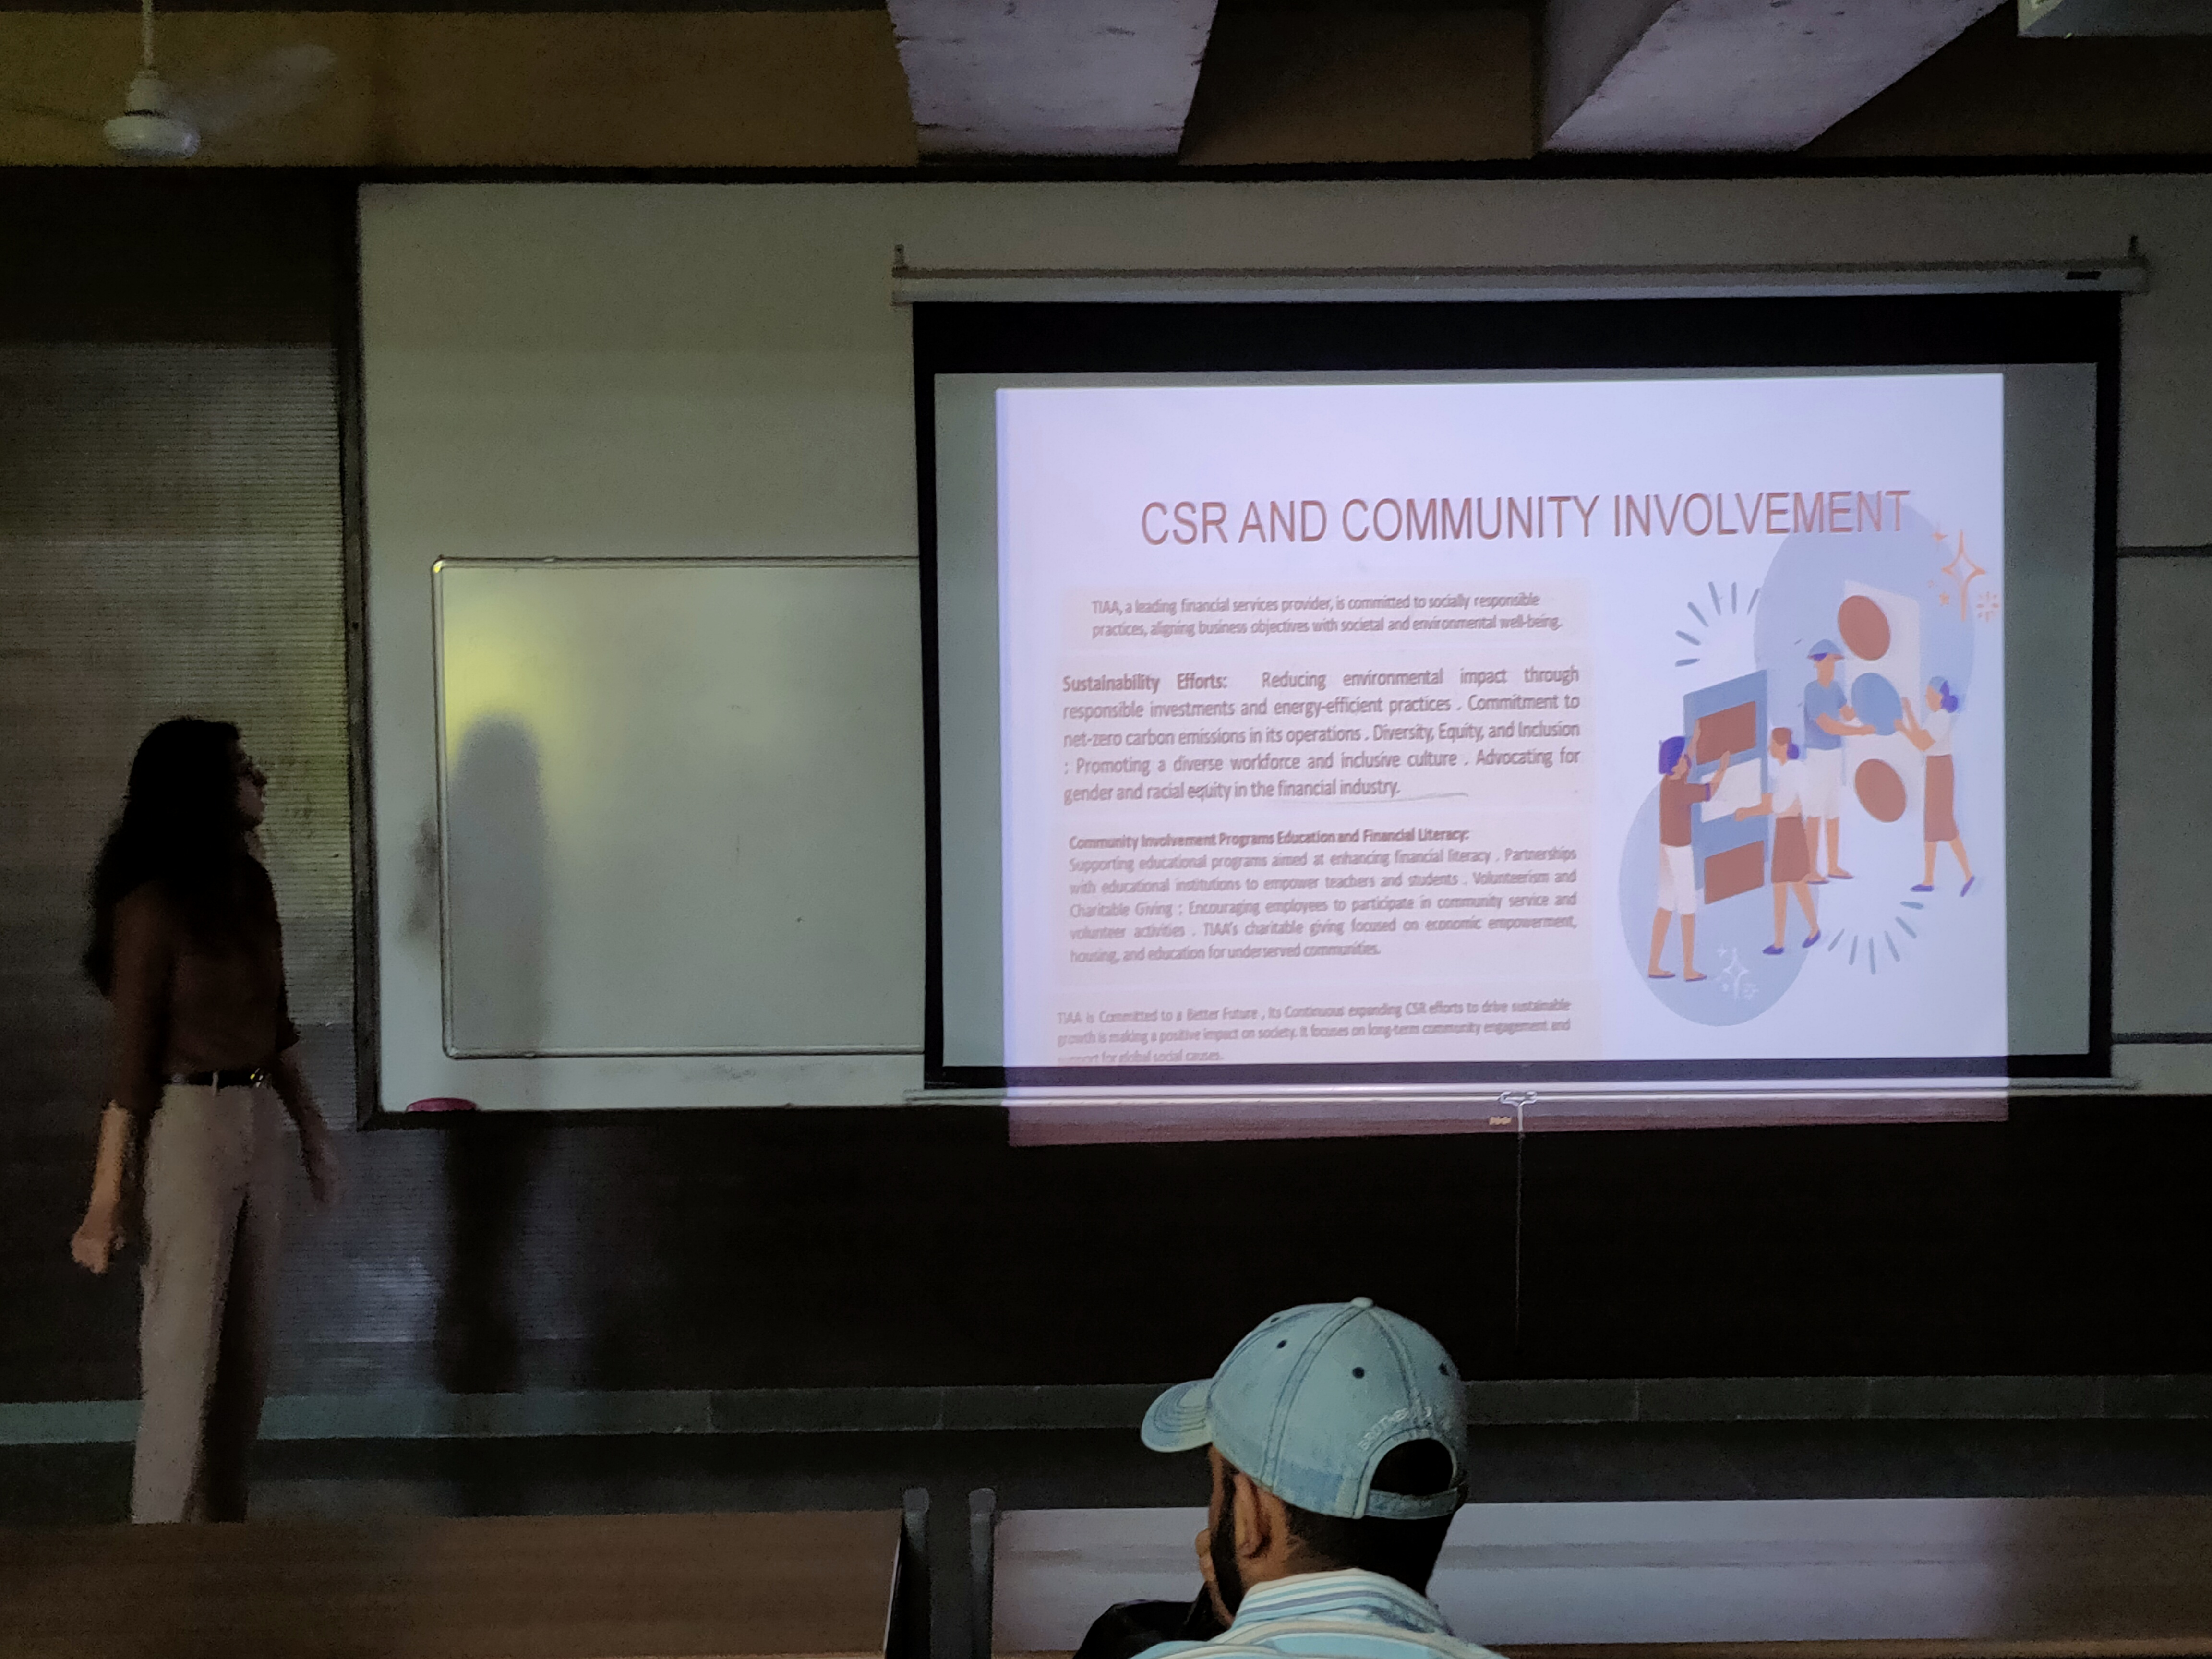 CSR AND COMMUNITY INVOLVEMENT
TIAA, a leading financial services provider, is committed to socially responsible
practices, aligning business objectives with societal and environmental well-being.
Sustainability Efforts: Reducing environmental impact through
responsible investments and energy-efficient practices . Commitment to
net-zero carbon emissions in its operations . Diversity, Equity, and Inclusion
: Promoting a diverse workforce and inclusive culture . Advocating for
gender and racial equity in the financial industry.
Community Involvement Programs Education and Financial Literacy:
Supporting educational programs aimed at enhancing financial literacy . Partnerships
with educational institutions to empower teachers and students . Volunteerism and
Charitable Giving : Encouraging employees to participate in community service and
volunteer activities . TIAA's charitable giving focused on economic empowerment,
housing, and education for underserved communities.
TIAA is Committed to a Better Future , Its Continuous expanding CSR efforts to drive sustainable
growth is making a positive impact on society. It focuses on long-term community engagement and
support for global social causes.